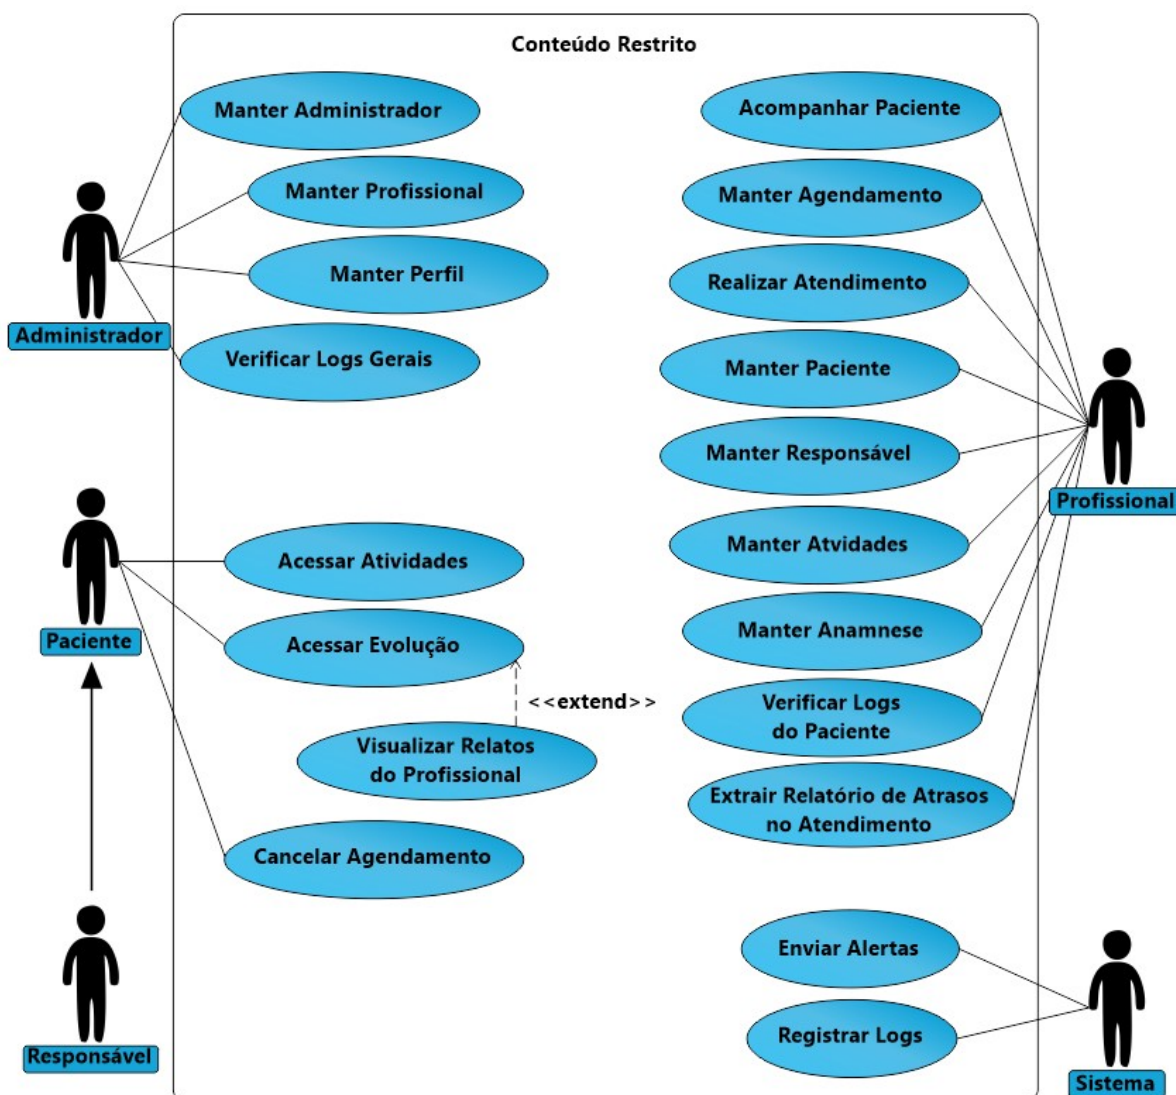 Conteúdo Restrito
Manter Administrador
Manter Profissional
Manter Perfil
Verificar Logs Gerais
Administrador
Acessar Atividades
Acessar Evolução
<<extend>>
Visualizar Relatos
do Profissional
Cancelar Agendamento
Paciente
Responsável
Acompanhar Paciente
Manter Agendamento
Realizar Atendimento
Manter Paciente
Manter Responsável
Manter Atvidades
Manter Anamnese
Verificar Logs
do Paciente
Extrair Relatório de Atrasos
no Atendimento
Profissional
Enviar Alertas
Registrar Logs
Sistema